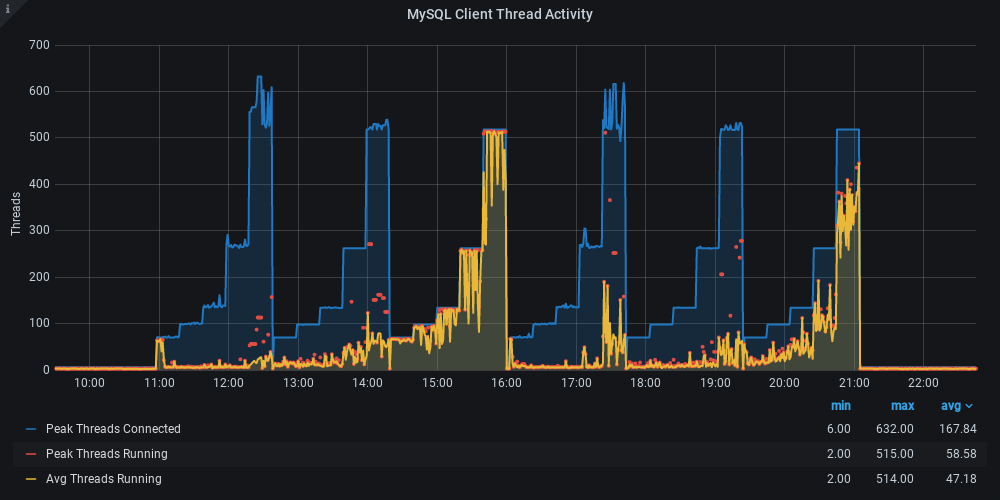 i
MySQL Client Thread Activity
Threads
700
600
500
400
300
200
100
0
10:00 11:00 12:00 13:00 14:00 15:00 16:00 17:00 18:00 19:00 20:00 21:00 22:00
min max avg
Peak Threads Connected 6.00 632.00 167.84
Peak Threads Running 2.00 515.00 58.58
Avg Threads Running 2.00 514.00 47.18